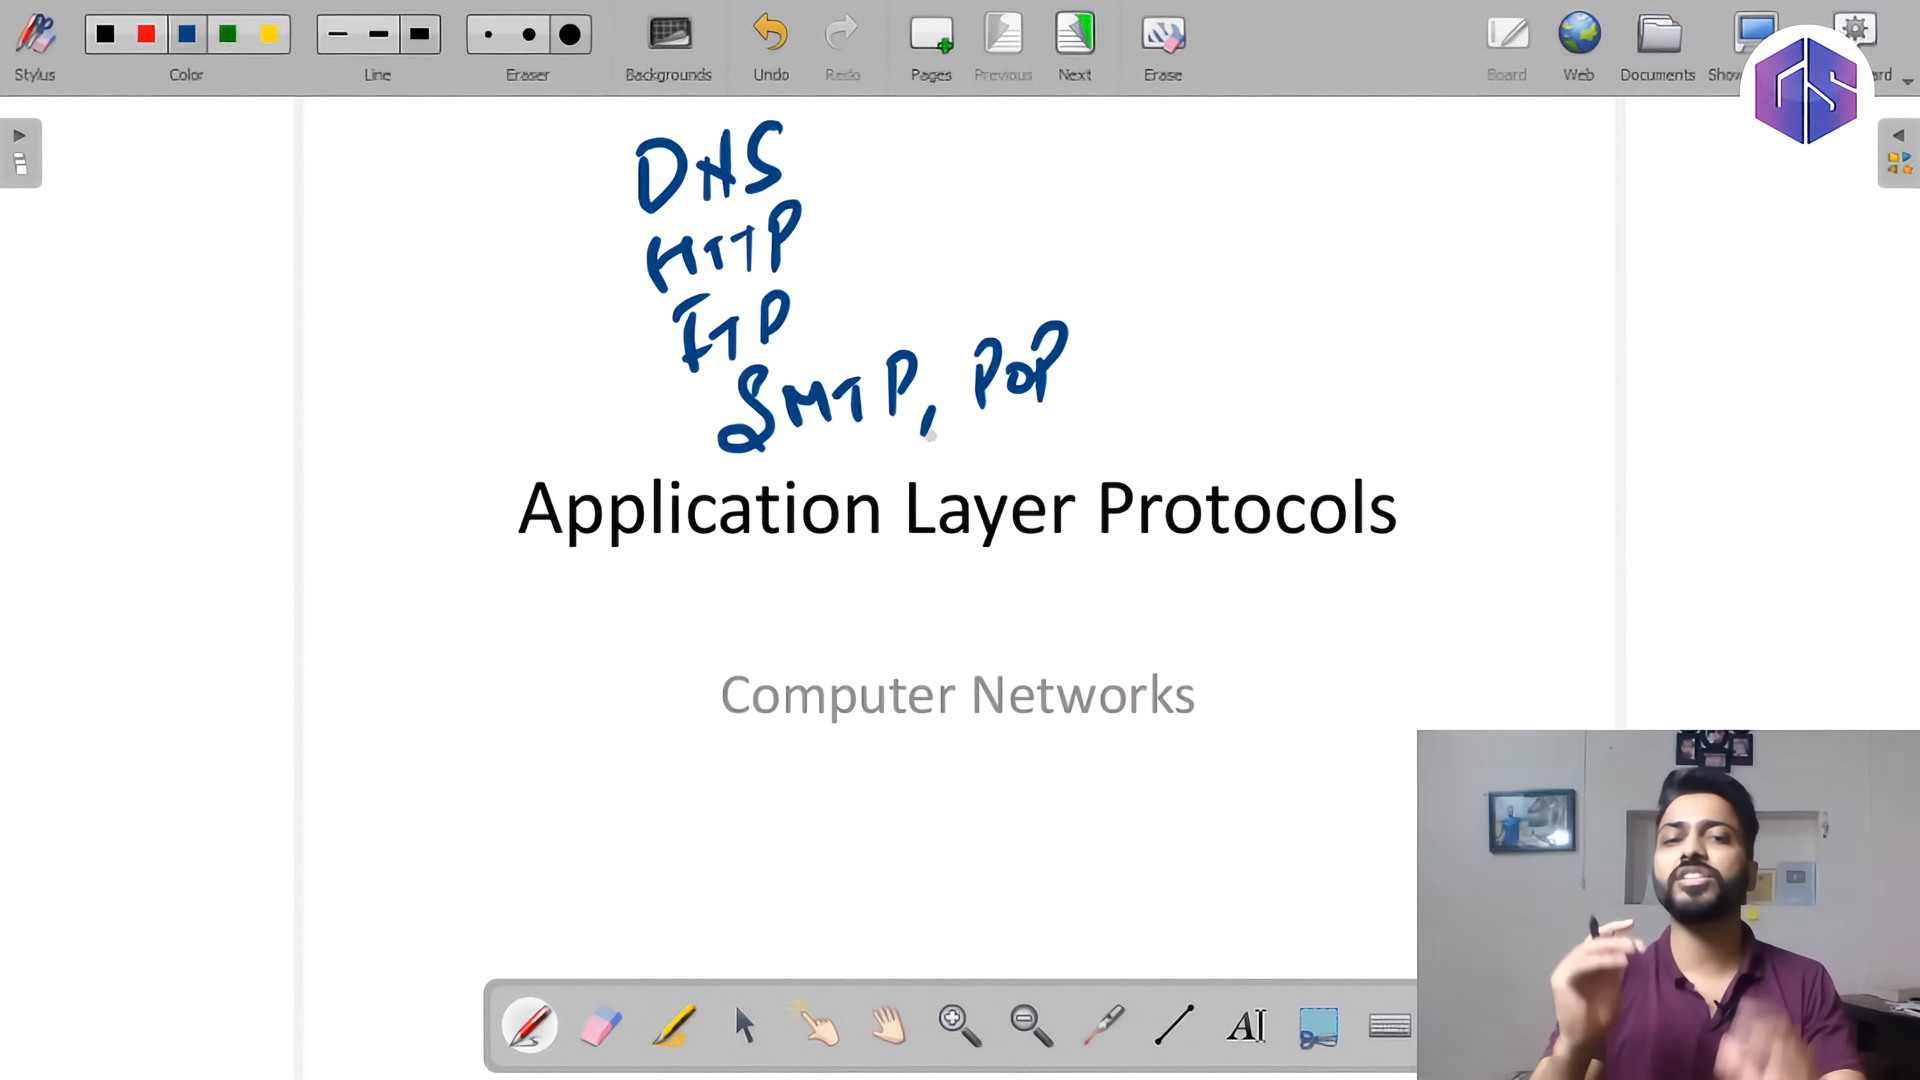 Stylus Color Line Eraser Backgrounds Undo Redo Pages Previous Next Erase Board Web Documents
DNS
HTTP
FTP
SMTP, POP
Application Layer Protocols
Computer Networks
AI